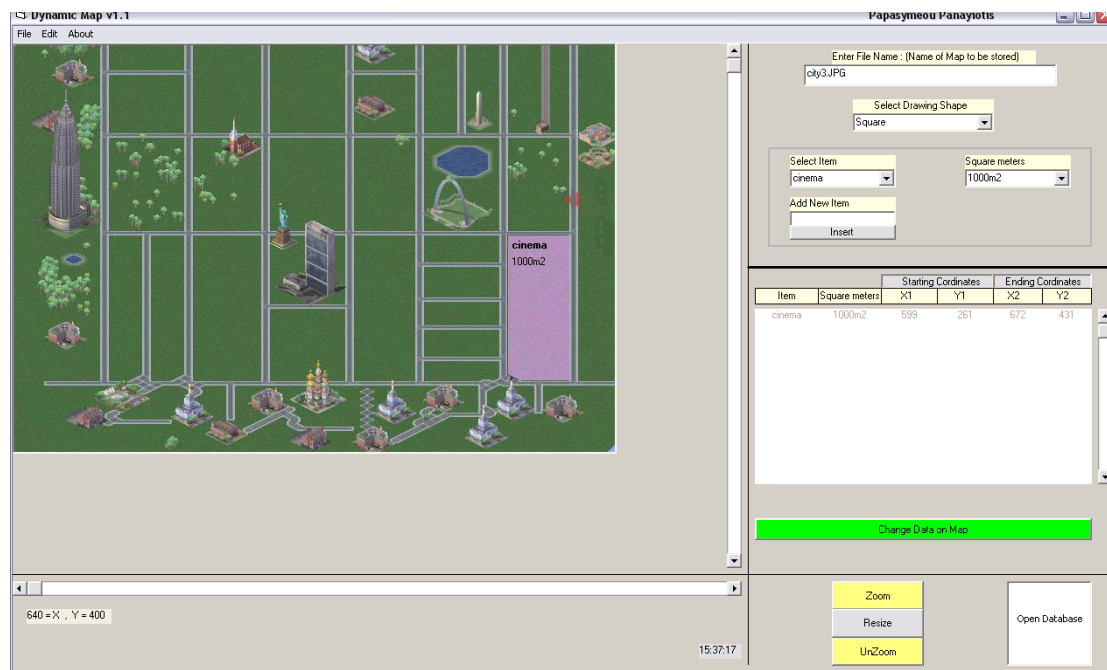 Dynamic Map v1.1
Papasymeou Panayiotis
File Edit About
Enter File Name : (Name of Map to be stored)
city3.JPG
Select Drawing Shape
Square
Select Item
Square meters
cinema
1000m2
Add New Item
Insert
cinema
1000m2
Starting Cordinates Ending Cordinates
Item Square meters X1 Y1 X2 Y2
cinema 1000m2 599 261 672 431
Change Data on Map
Zoom
Resize
UnZoom
Open Database
640 = X , Y = 400
15:37:17